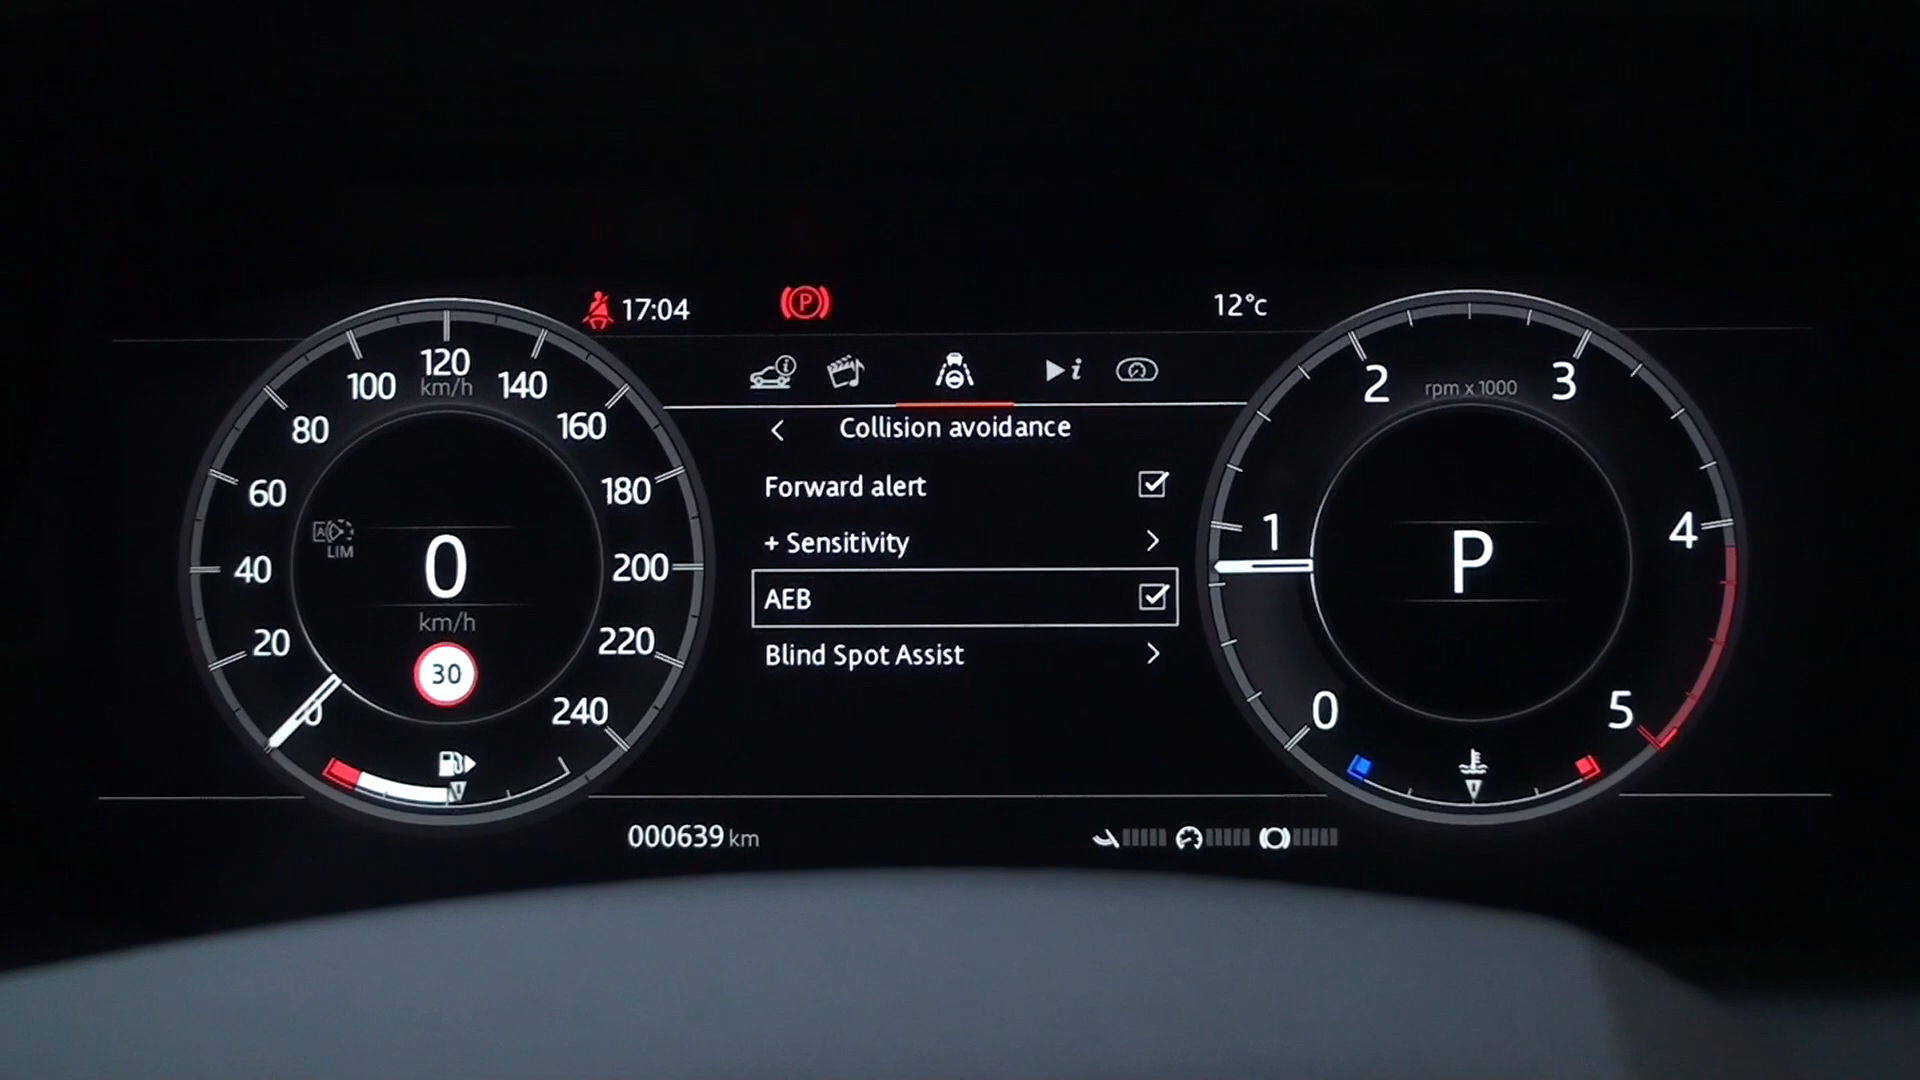 17:04
P
12°c
i
i
120
km/h
100
140
80
160
60
180
40
200
20
220
0
240
A
LIM
0
km/h
30
Collision avoidance
Forward alert
+ Sensitivity
AEB
Blind Spot Assist
2
rpm x 1000
3
1
4
0
5
P
000639 km